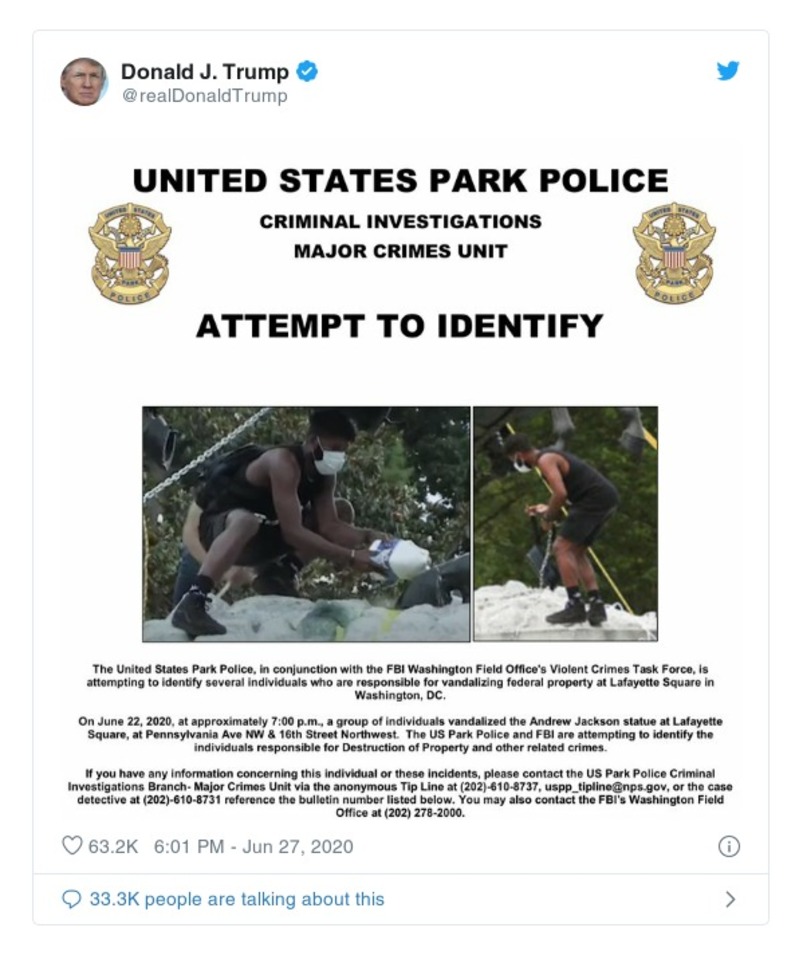 Donald J. Trump
@realDonaldTrump
UNITED STATES PARK POLICE
CRIMINAL INVESTIGATIONS
MAJOR CRIMES UNIT
UNITED STATES
PARK
POLICE
UNITED STATES
PARK
POLICE
ATTEMPT TO IDENTIFY
The United States Park Police, in conjunction with the FBI Washington Field Office's Violent Crimes Task Force, is
attempting to identify several individuals who are responsible for vandalizing federal property at Lafayette Square in
Washington, DC.
On June 22, 2020, at approximately 7:00 p.m., a group of individuals vandalized the Andrew Jackson statue at Lafayette
Square, at Pennsylvania Ave NW & 16th Street Northwest.  The US Park Police and FBI are attempting to identify the
individuals responsible for Destruction of Property and other related crimes.
If you have any information concerning this individual or these incidents, please contact the US Park Police Criminal
Investigations Branch- Major Crimes Unit via the anonymous Tip Line at (202)-610-8737, uspp_tipline@nps.gov, or the case
detective at (202)-610-8731 reference the bulletin number listed below. You may also contact the FBI's Washington Field
Office at (202) 278-2000.
63.2K 6:01 PM - Jun 27, 2020
33.3K people are talking about this